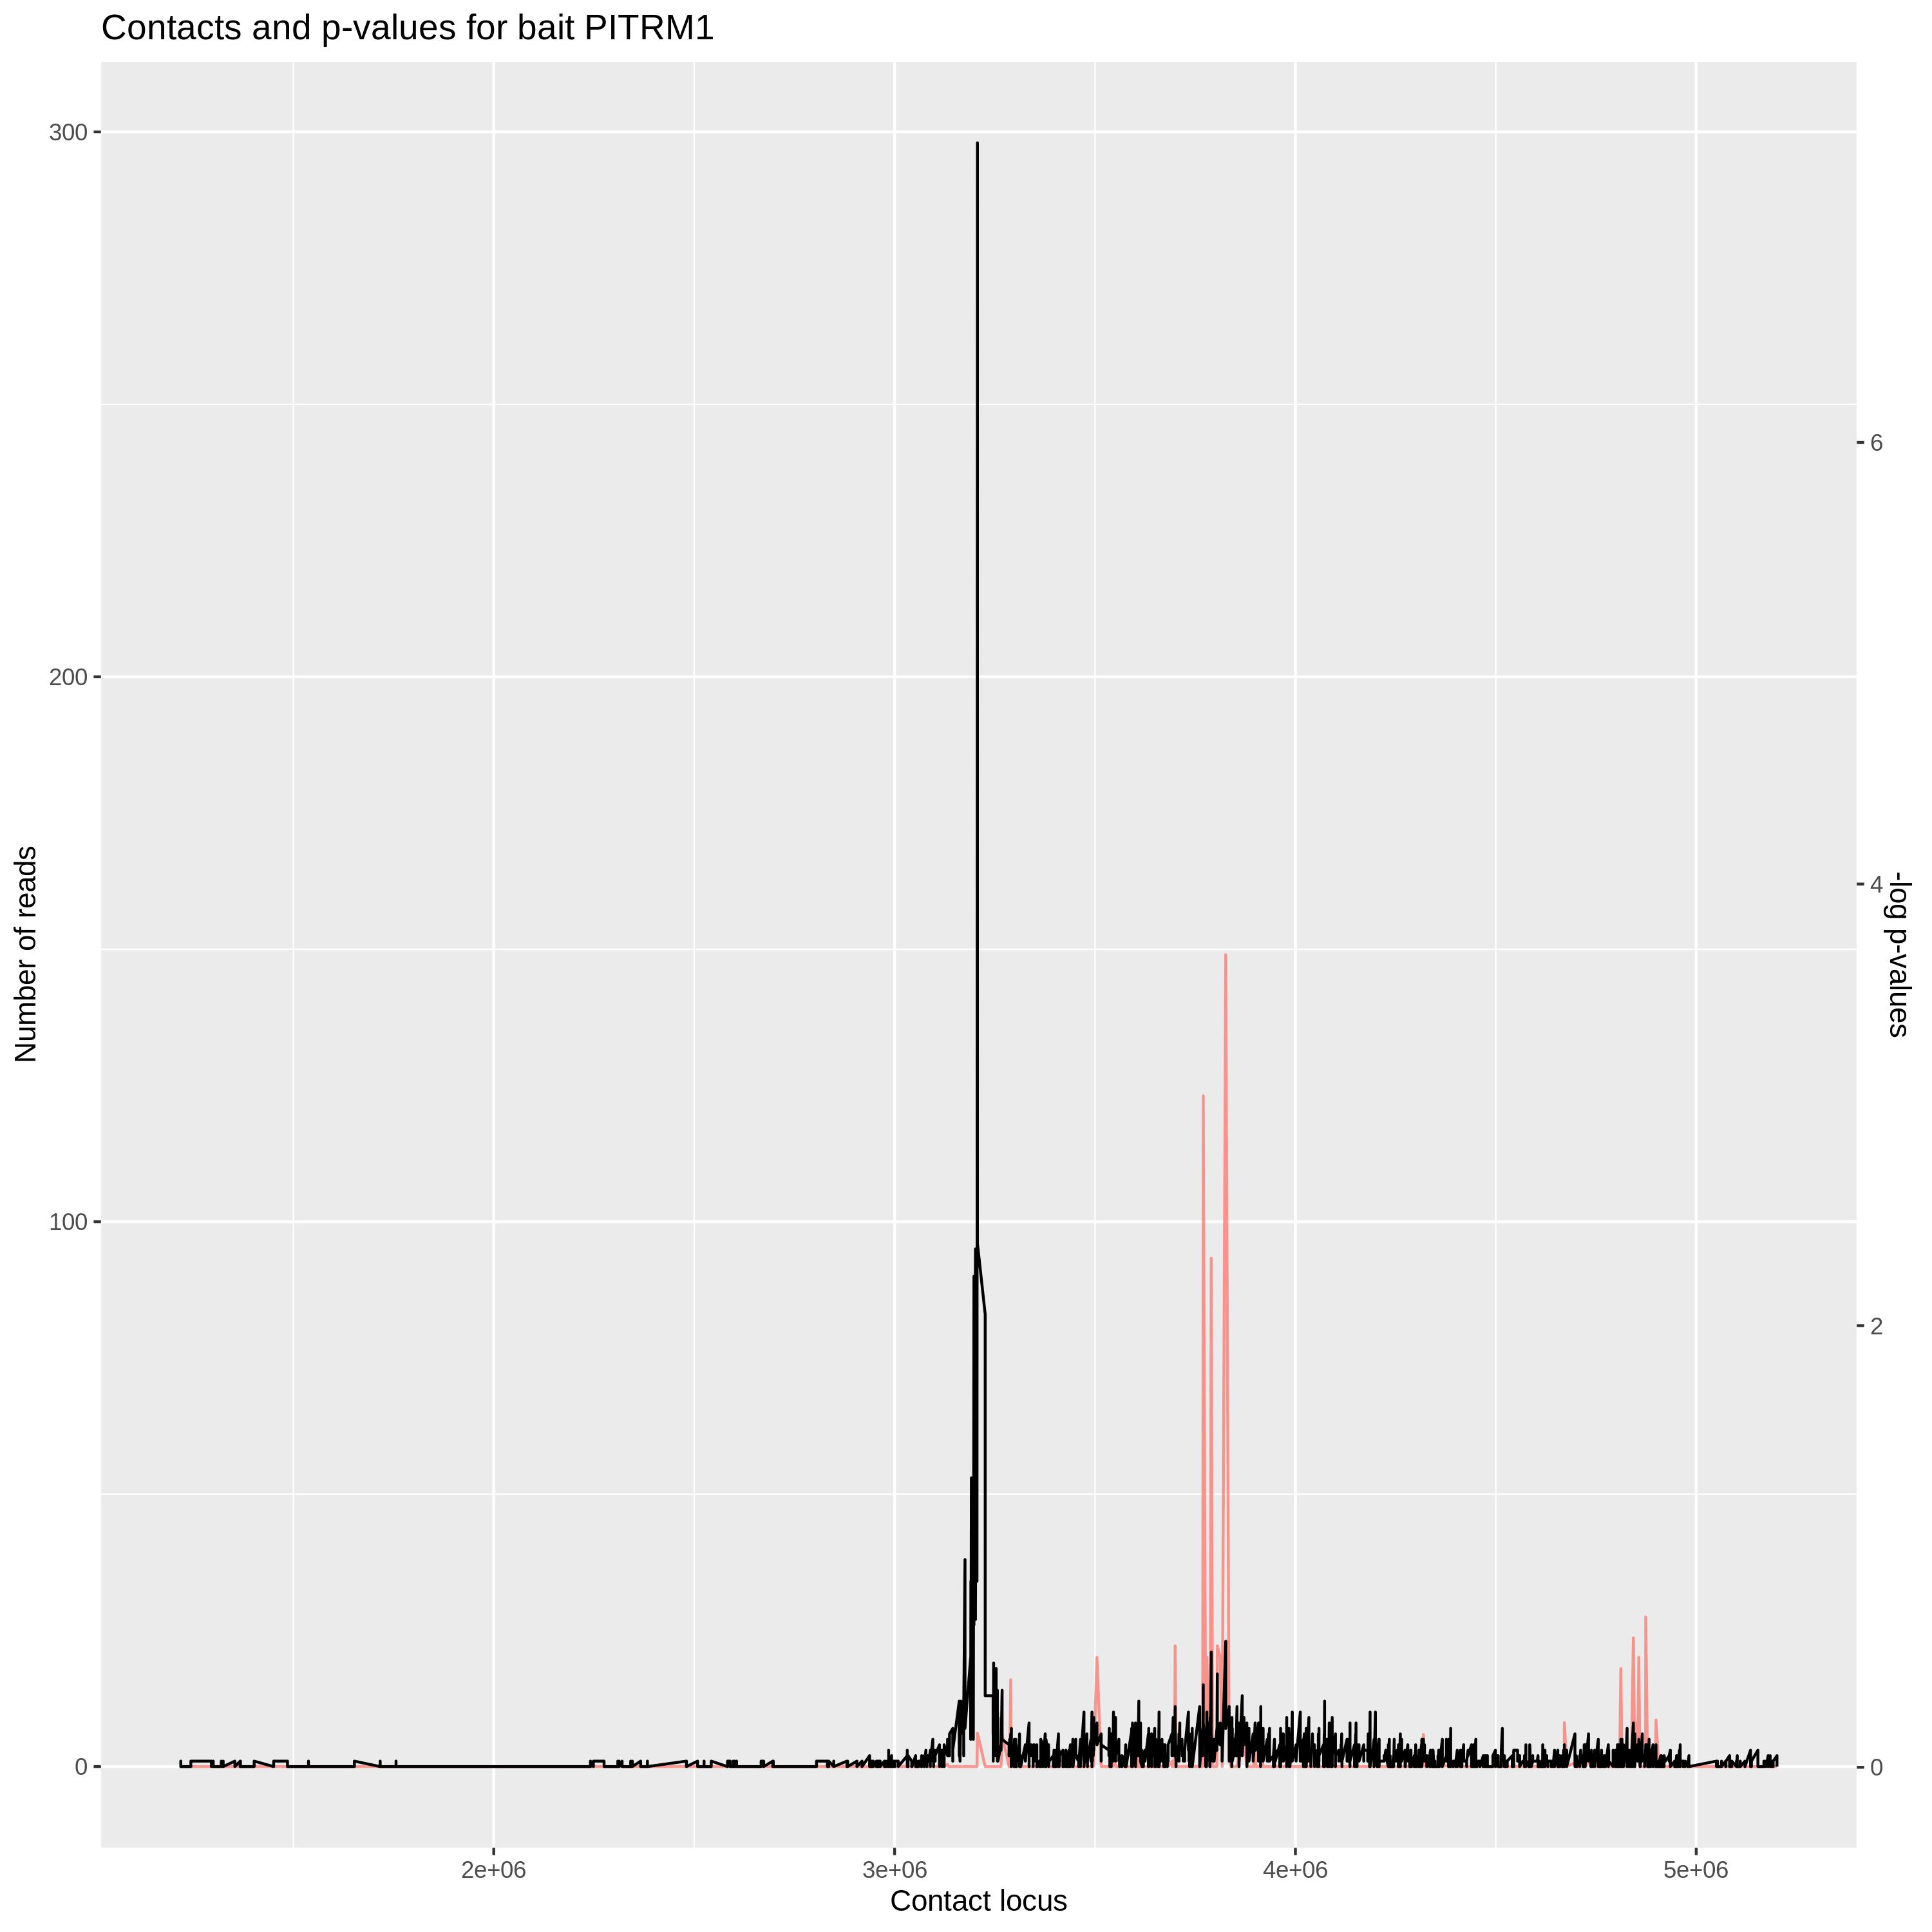 Contacts and p-values for bait PITRM1
300
200
100
0
Number of reads
6
4
2
0
-log p-values
2e+06
3e+06
4e+06
5e+06
Contact locus